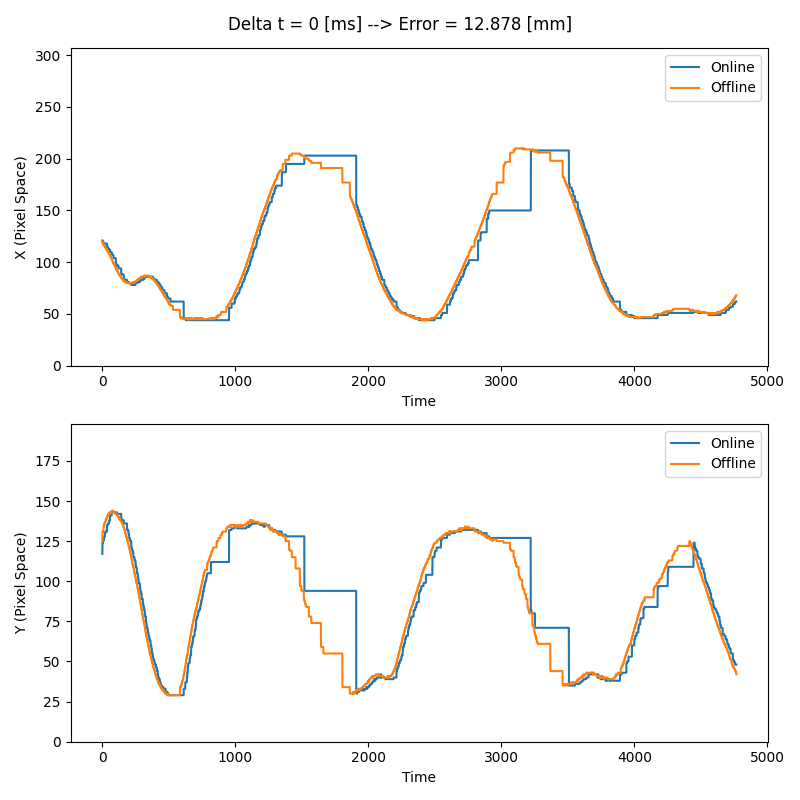 Delta t = 0 [ms] --> Error = 12.878 [mm]
300
250
200
150
100
50
0
X (Pixel Space)
Online
Offline
0 1000 2000 3000 4000 5000
Time
175
150
125
100
75
50
25
0
Y (Pixel Space)
Online
Offline
0 1000 2000 3000 4000 5000
Time